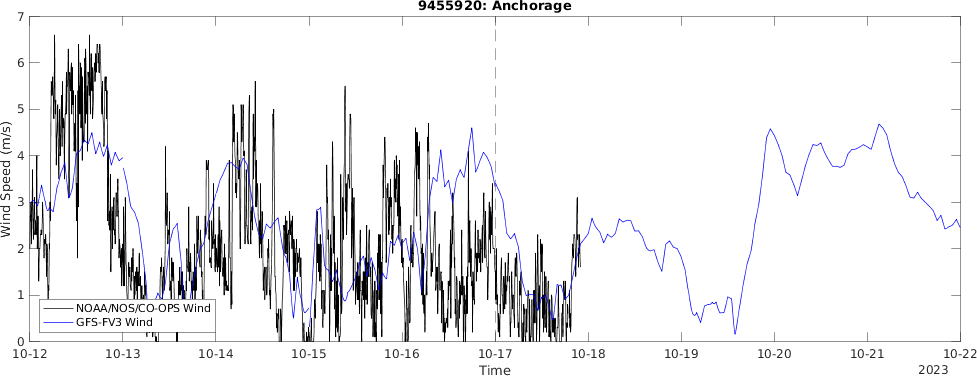 9455920: Anchorage
7
6
5
4
3
2
1
0
Wind Speed (m/s)
NOAA/NOS/CO-OPS Wind
GFS-FV3 Wind
10-12 10-13 10-14 10-15 10-16 10-17 10-18 10-19 10-20 10-21 10-22
Time
2023